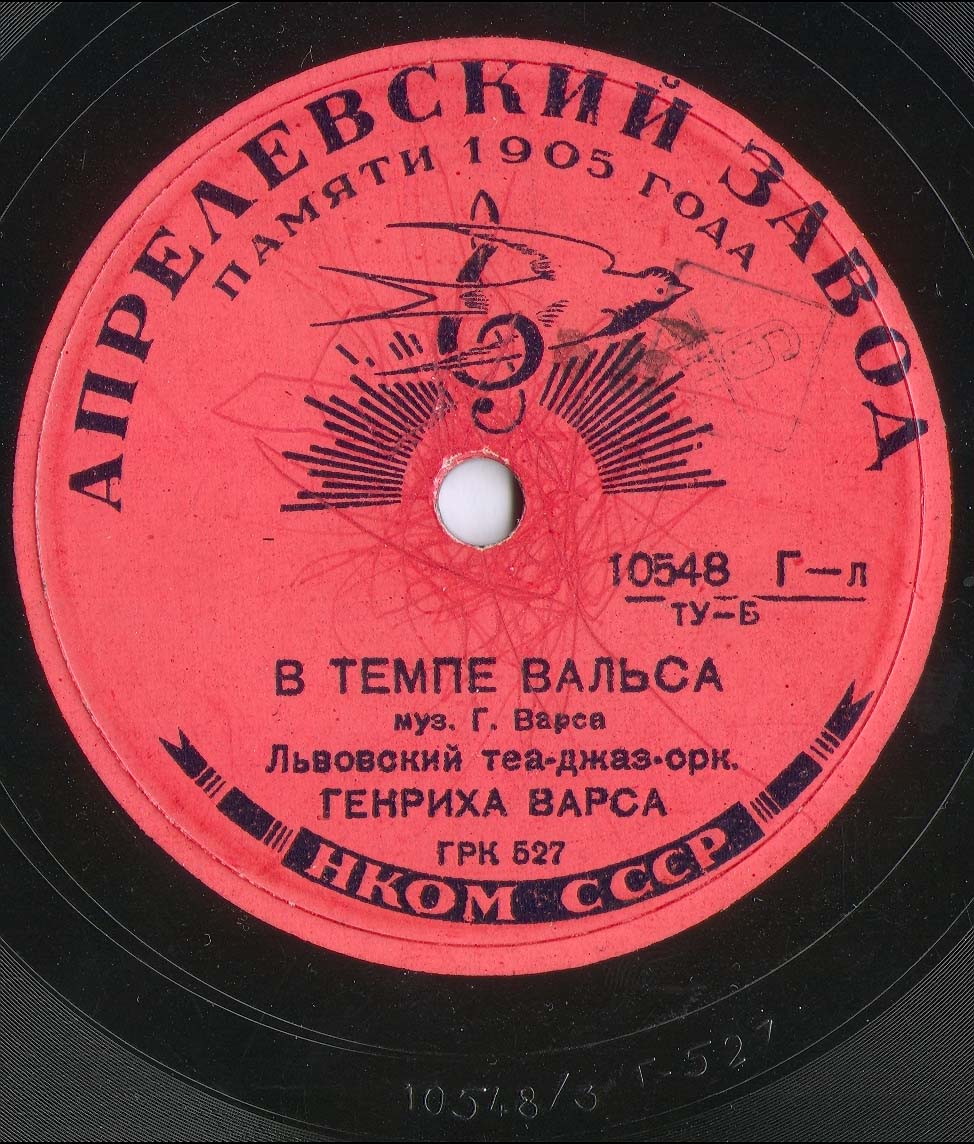 АПРЕЛЕВСКИЙ ЗАВОД
ПАМЯТИ 1905 ГОДА
10548 Г–л
ТУ–Б
В ТЕМПЕ ВАЛЬСА
муз. Г. Варса
Львовский теа-джаз-орк.
ГЕНРИХА ВАРСА
ГРК 527
НКОМ СССР
10548/3 Г-527